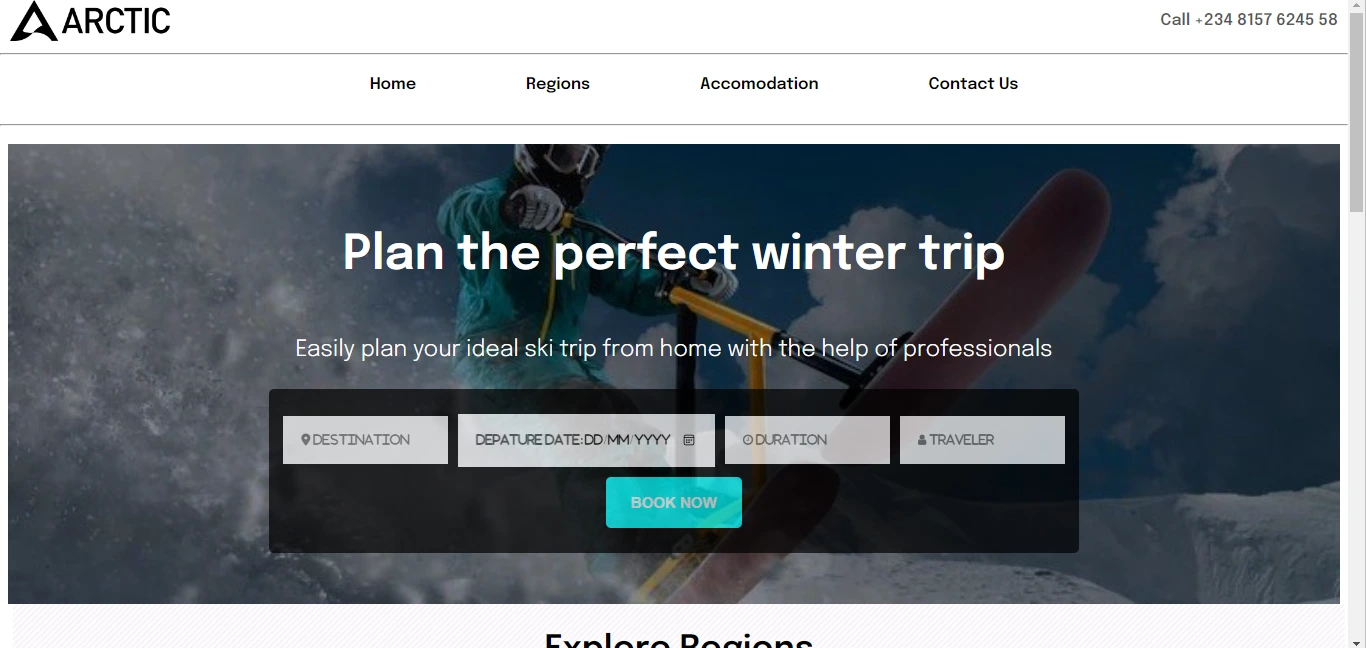 ARCTIC
Call +234 8157 6245 58
Home Regions Accomodation Contact Us
Plan the perfect winter trip
Easily plan your ideal ski trip from home with the help of professionals
DESTINATION DEPATURE DATE:DD/MM/YYYY DURATION TRAVELER
BOOK NOW
Explore Regions